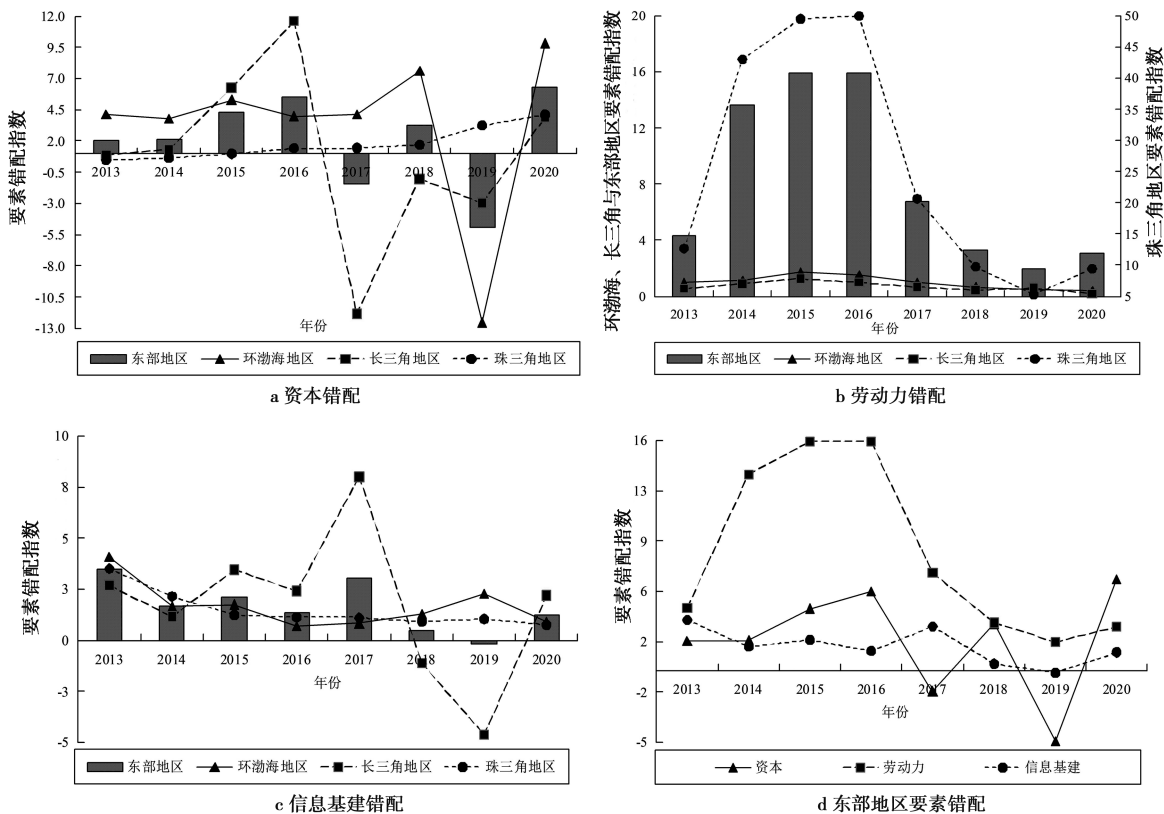 要素错配指数
12.0
9.5
7.0
4.5
2.0
-0.5
-3.0
-5.5
-8.0
-10.5
-13.0
2013 2014 2015 2016 2017 2018 2019 2020
年份
东部地区 环渤海地区 长三角地区 珠三角地区
a 资本错配
环渤海、长三角与东部地区要素错配指数
20
16
12
8
4
0
2013 2014 2015 2016 2017 2018 2019 2020
年份
50
45
40
35
30
25
20
15
10
5
珠三角地区要素错配指数
东部地区 环渤海地区 长三角地区 珠三角地区
b 劳动力错配
要素错配指数
10
8
5
3
0
-3
-5
2013 2014 2015 2016 2017 2018 2019 2020
年份
东部地区 环渤海地区 长三角地区 珠三角地区
c 信息基建错配
要素错配指数
16
13
9
6
2
-2
-5
2013 2014 2015 2016 2017 2018 2019 2020
年份
资本 劳动力 信息基建
d 东部地区要素错配